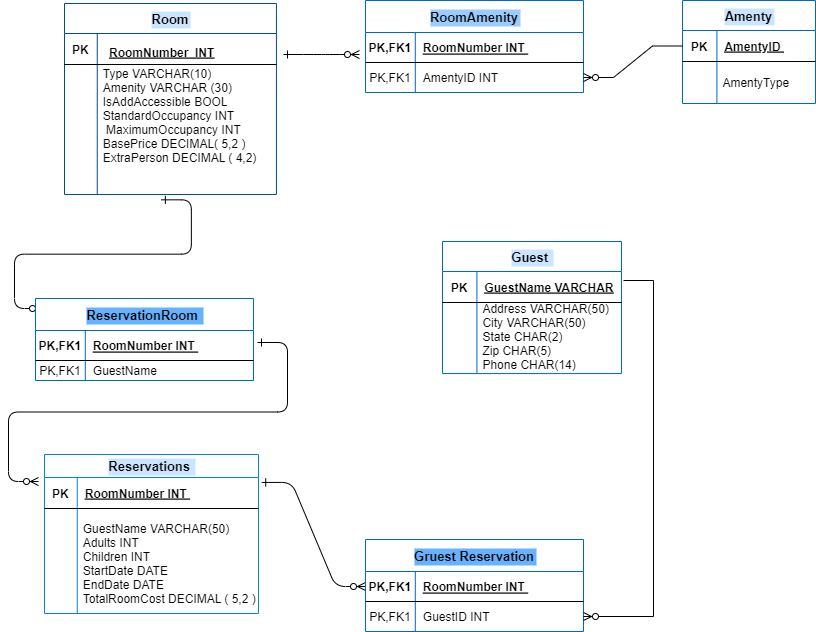 Room
PK RoomNumber INT
Type VARCHAR(10)
Amenity VARCHAR (30)
IsAddAccessible BOOL
StandardOccupancy INT
MaximumOccupancy INT
BasePrice DECIMAL( 5,2 )
ExtraPerson DECIMAL ( 4,2)
RoomAmenity
PK,FK1 RoomNumber INT
PK,FK1 AmentyID INT
Amenty
PK AmentyID
AmentyType
ReservationRoom
PK,FK1 RoomNumber INT
PK,FK1 GuestName
Guest
PK GuestName VARCHAR
Address VARCHAR(50)
City VARCHAR(50)
State CHAR(2)
Zip CHAR(5)
Phone CHAR(14)
Reservations
PK RoomNumber INT
GuestName VARCHAR(50)
Adults INT
Children INT
StartDate DATE
EndDate DATE
TotalRoomCost DECIMAL ( 5,2 )
Gruest Reservation
PK,FK1 RoomNumber INT
PK,FK1 GuestID INT